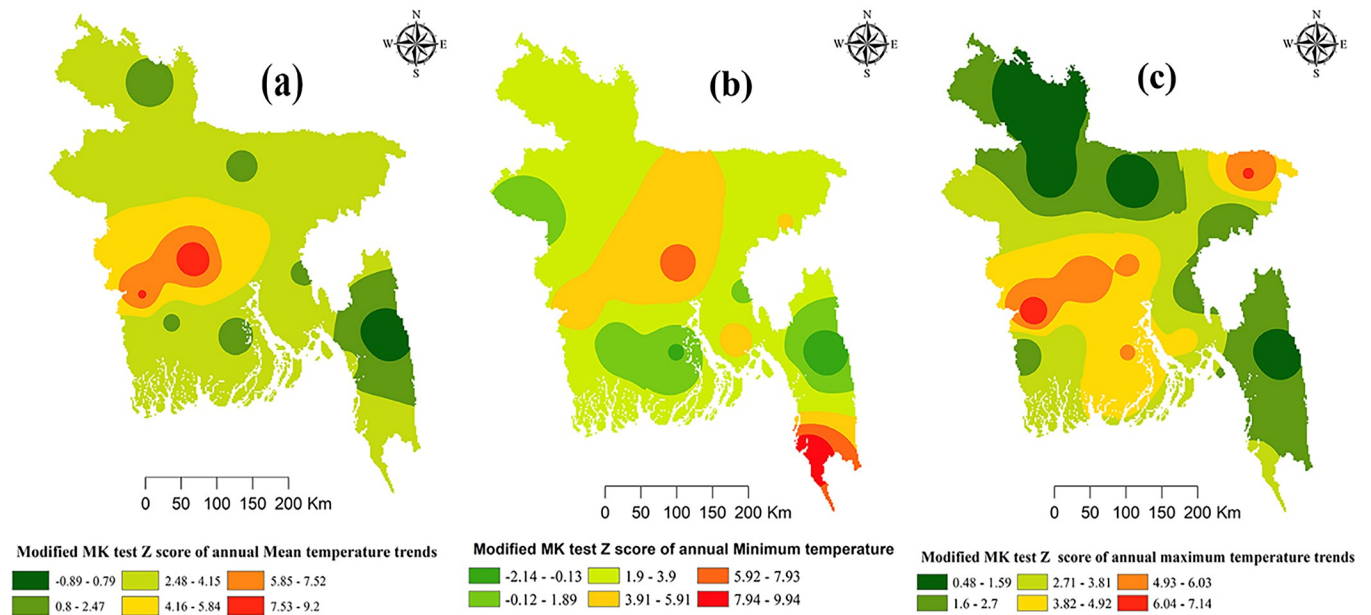 (a)
N
W E
S
0 50 100 150 200 Km
Modified MK test Z score of annual Mean temperature trends
-0.89 - 0.79 2.48 - 4.15 5.85 - 7.52
0.8 - 2.47 4.16 - 5.84 7.53 - 9.2
(b)
N
W E
S
0 50 100 150 200 Km
Modified MK test Z score of annual Minimum temperature
-2.14 - -0.13 1.9 - 3.9 5.92 - 7.93
-0.12 - 1.89 3.91 - 5.91 7.94 - 9.94
(c)
N
W E
S
0 50 100 150 200 Km
Modified MK test Z score of annual maximum temperature trends
0.48 - 1.59 2.71 - 3.81 4.93 - 6.03
1.6 - 2.7 3.82 - 4.92 6.04 - 7.14